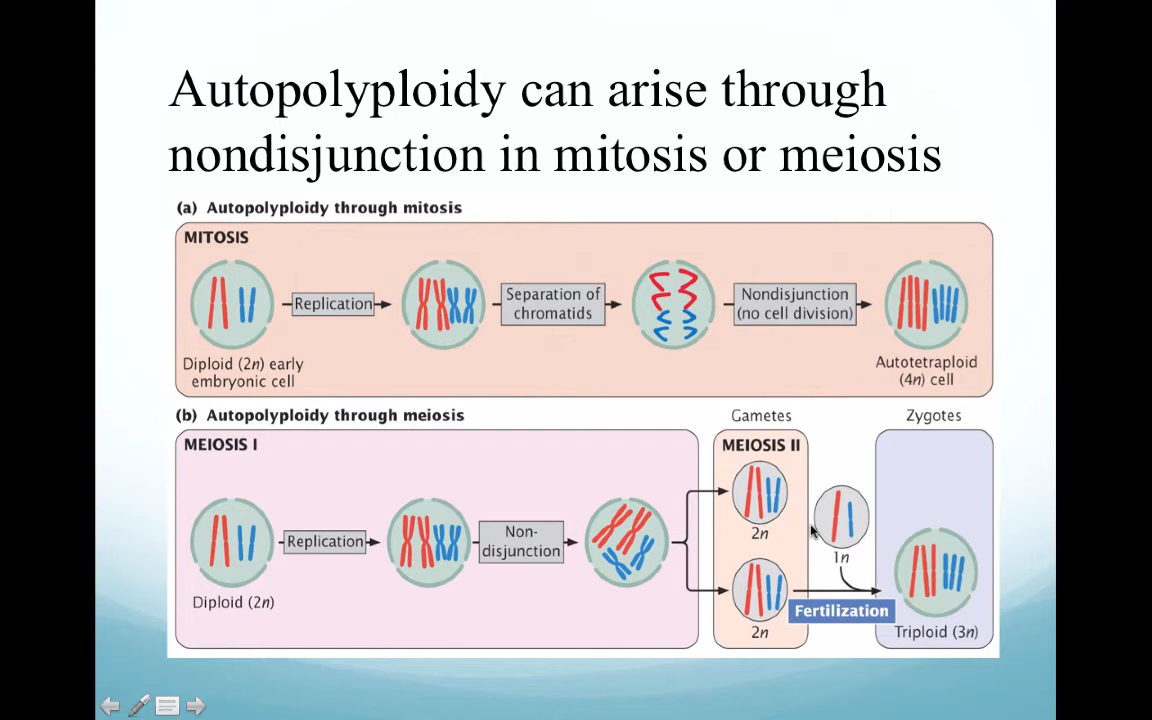 Autopolyploidy can arise through
nondisjunction in mitosis or meiosis
(a) Autopolyploidy through mitosis
MITOSIS
Replication
Separation of
chromatids
Nondisjunction
(no cell division)
Diploid (2n) early
embryonic cell
Autotetraploid
(4n) cell
(b) Autopolyploidy through meiosis
Gametes
Zygotes
MEIOSIS I
MEIOSIS II
Replication
Non-
disjunction
2n
1n
Diploid (2n)
Fertilization
2n
Triploid (3n)